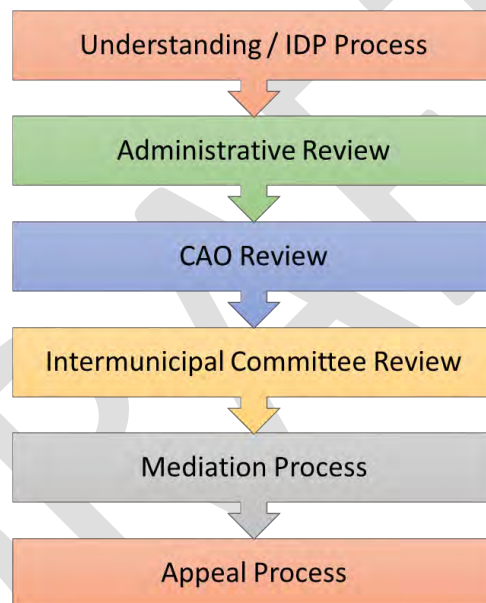 Understanding / IDP Process
Administrative Review
CAO Review
Intermunicipal Committee Review
Mediation Process
Appeal Process